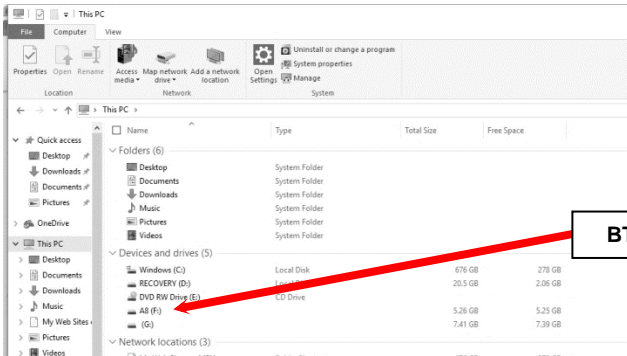 This PC
File Computer View
Properties Open Rename Access media Map network drive Add a network location Open Settings Uninstall or change a program
System properties
Manage
Location Network System
This PC
Name Type Total Size Free Space
Quick access
Desktop
Downloads
Documents
Pictures
OneDrive
This PC
Desktop
Documents
Downloads
Music
My Web Sites
Pictures
Videos
Folders (6)
Desktop System Folder
Documents System Folder
Downloads System Folder
Music System Folder
Pictures System Folder
Videos System Folder
Devices and drives (5)
Windows (C:) Local Disk 676 GB 278 GB
RECOVERY (D:) 20.5 GB 2.06 GB
DVD RW Drive (E:) CD Drive
A8 (F:) 5.26 GB 5.25 GB
(G:) 7.41 GB 7.39 GB
Network locations (3)
BT